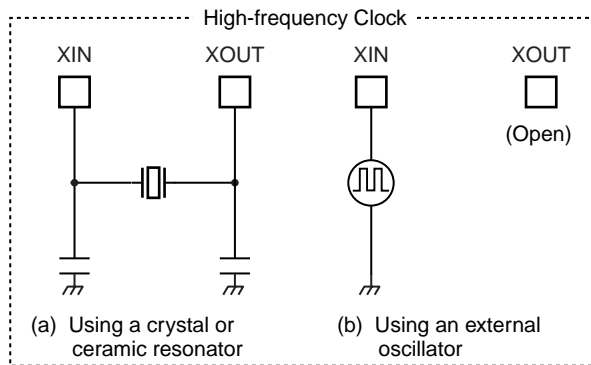 High-frequency Clock
XIN
XOUT
XIN
XOUT
(Open)
(a) Using a crystal or
ceramic resonator
(b) Using an external
oscillator